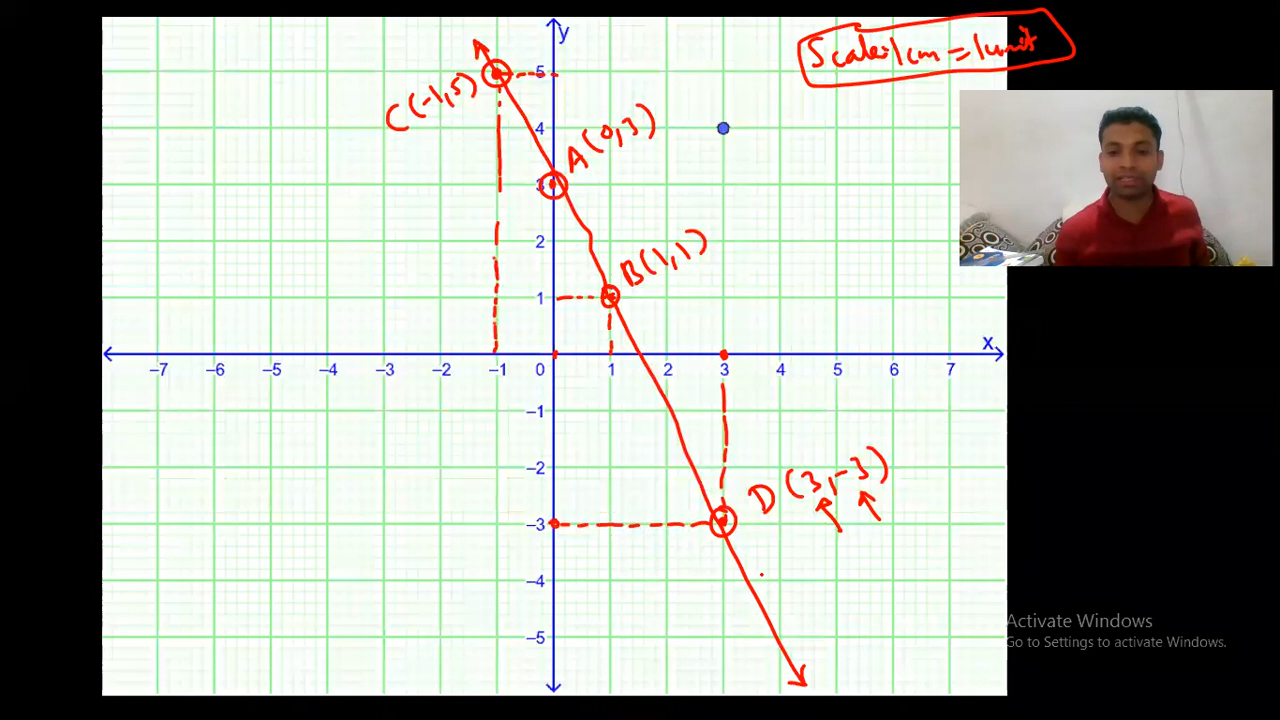 Scale: 1cm = 1unit
y
5
C(-1,5)
4
A(0,3)
3
2
B(1,1)
1
x
–7 –6 –5 –4 –3 –2 –1 0 1 2 3 4 5 6 7
–1
–2
D(3,-3)
–3
–4
–5
Activate Windows
Go to Settings to activate Windows.